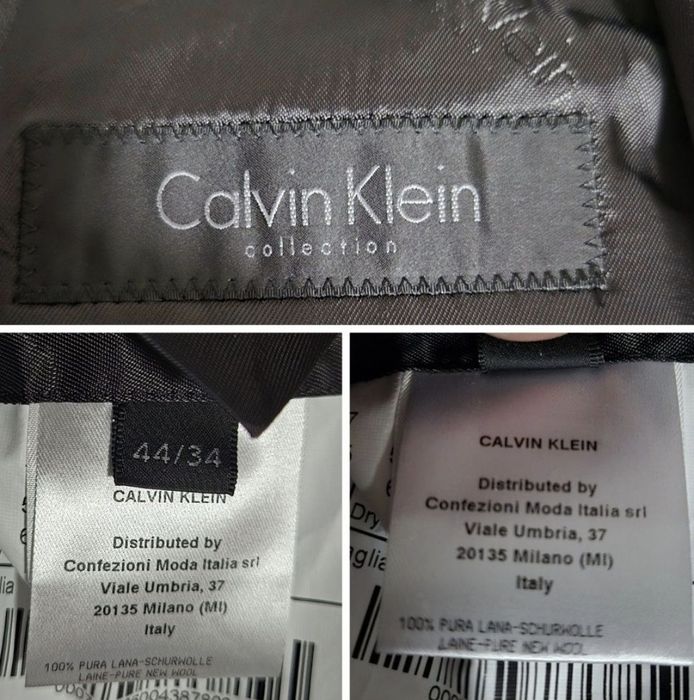 Calvin Klein
collection
44/34
CALVIN KLEIN
Distributed by
Confezioni Moda Italia srl
Viale Umbria, 37
20135 Milano (MI)
Italy
100% PURA LANA-SCHURWOLLE
LAINE-PURE NEW WOOL
CALVIN KLEIN
Distributed by
Confezioni Moda Italia srl
Viale Umbria, 37
20135 Milano (MI)
Italy
100% PURA LANA-SCHURWOLLE
LAINE-PURE NEW WOOL
Dry